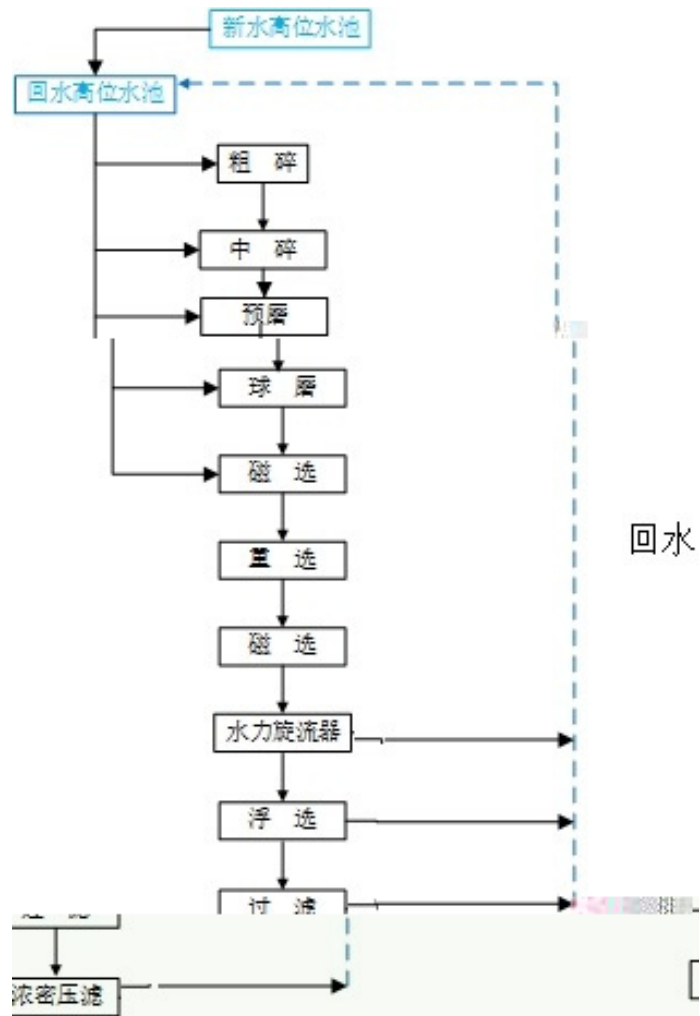 新水高位水池
回水高位水池
粗 碎
中 碎
预磨
球 磨
磁 选
重 选
回水
磁 选
水力旋流器
浮 选
过 滤
浓密压滤